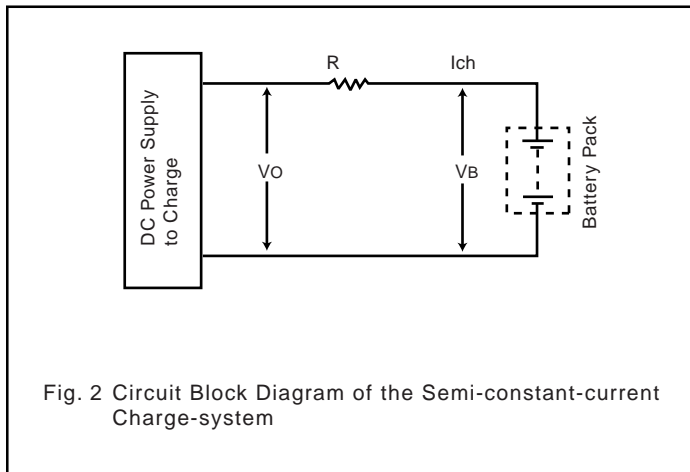 R
Ich
DC Power Supply
to Charge
VO
VB
Battery Pack
Fig. 2 Circuit Block Diagram of the Semi-constant-current
Charge-system